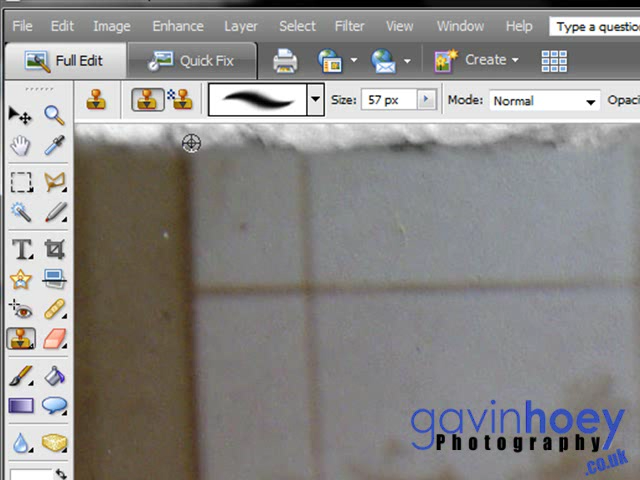 File Edit Image Enhance Layer Select Filter View Window Help Type a questio
Full Edit Quick Fix Create
Size: 57 px Mode: Normal Opaci
T
gavinhoey
Photography
.co.uk